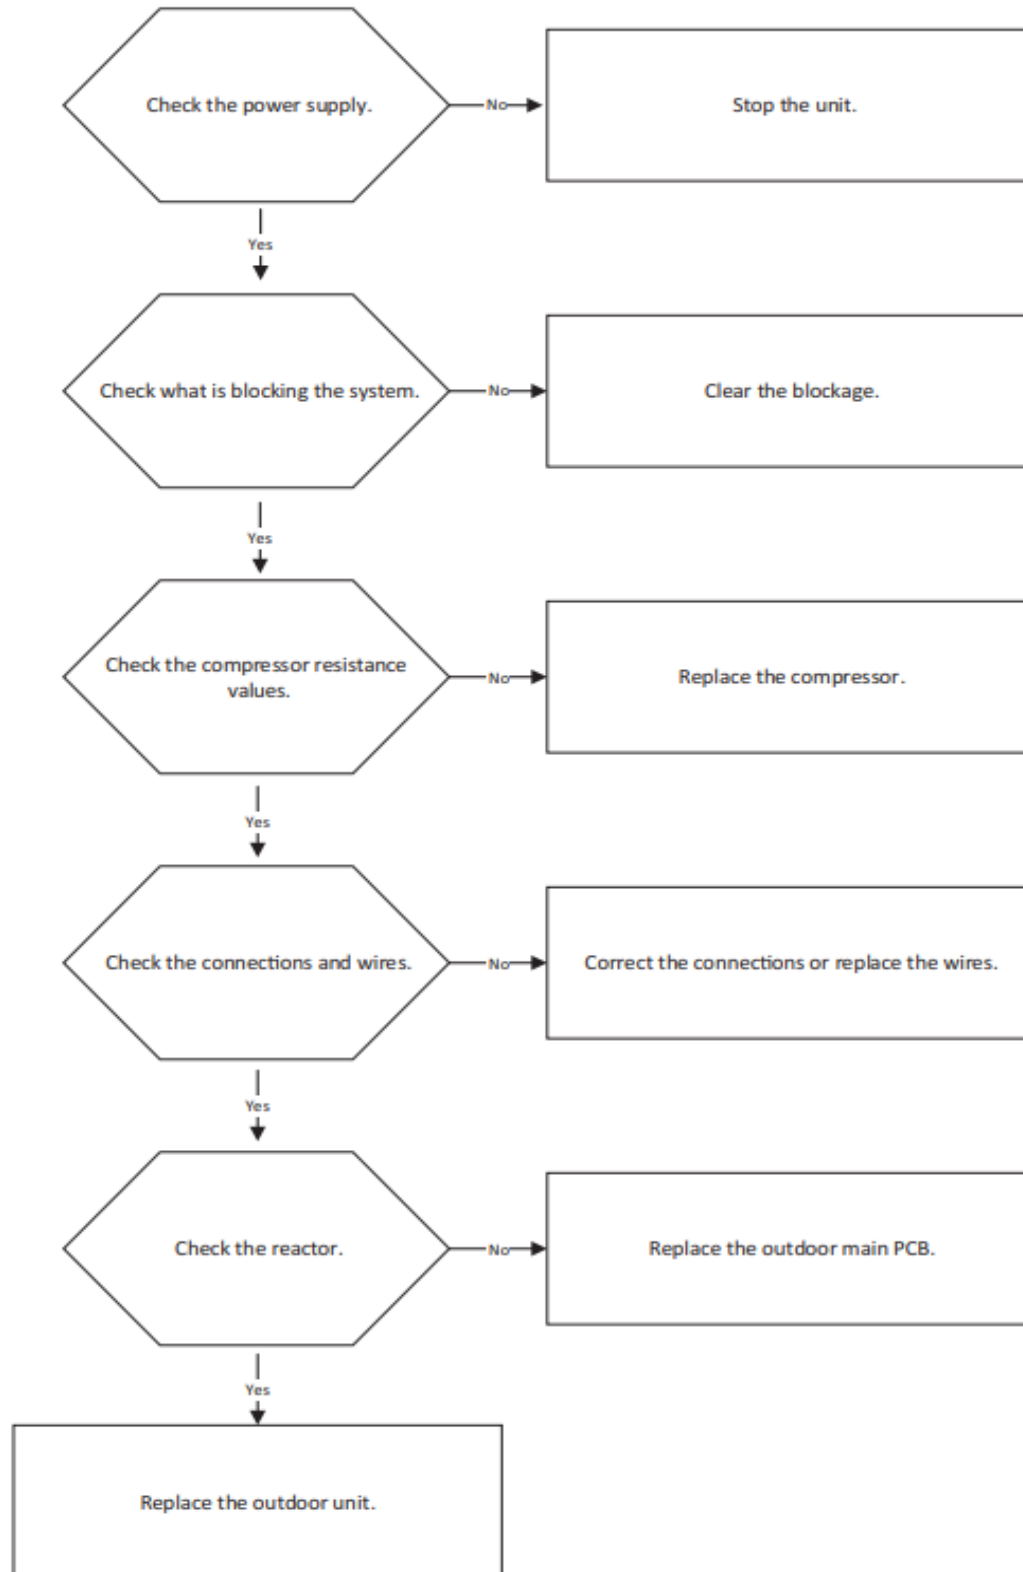 Check the power supply.
No
Stop the unit.
Yes
Check what is blocking the system.
No
Clear the blockage.
Yes
Check the compressor resistance
values.
No
Replace the compressor.
Yes
Check the connections and wires.
No
Correct the connections or replace the wires.
Yes
Check the reactor.
No
Replace the outdoor main PCB.
Yes
Replace the outdoor unit.